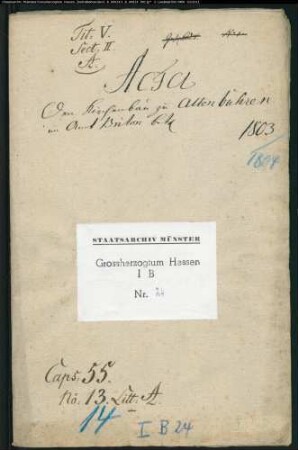 Tit: V.
Sect. II.
A.
Acta
Den Kirchenbau zu Altenbühren
im Amt Brilon betr.
1803
1804
STAATSARCHIV MÜNSTER
Grossherzogtum Hessen
I B
Nr. 24
Caps. 55.
No. 13. Litt. A
14
I B 24